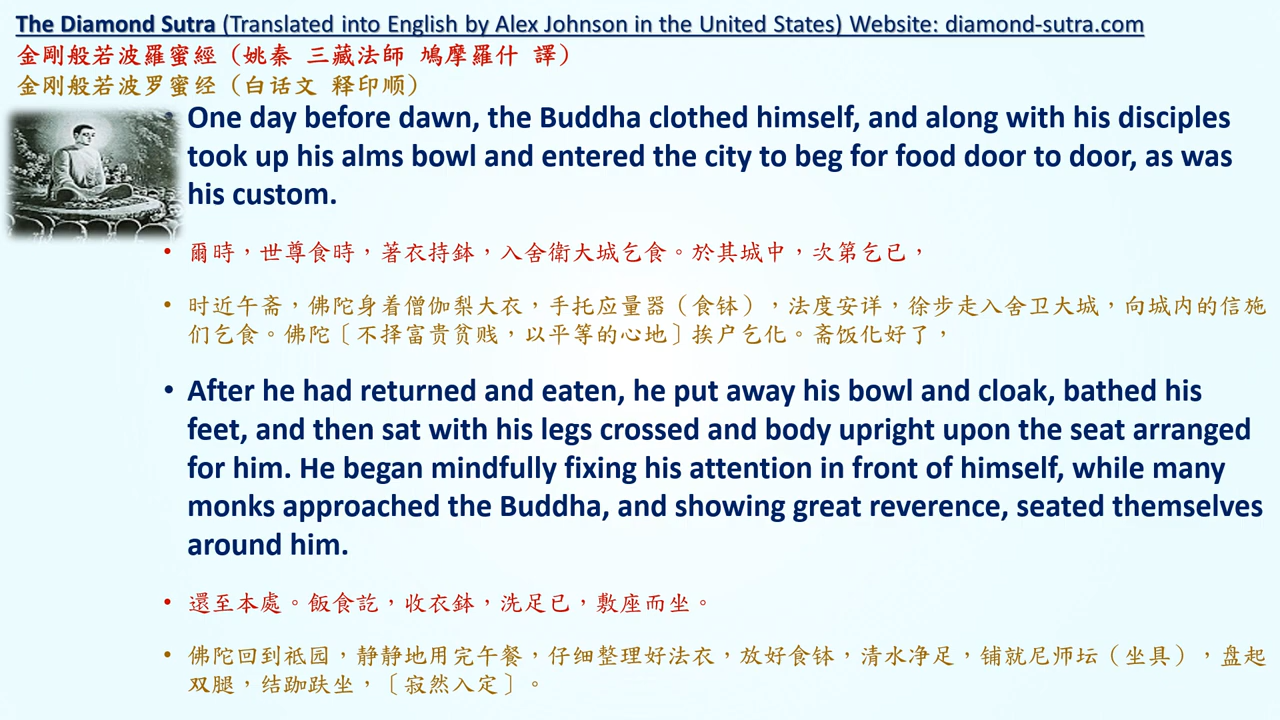 The Diamond Sutra (Translated into English by Alex Johnson in the United States) Website: diamond-sutra.com
金剛般若波羅蜜經（姚秦 三藏法師 鳩摩羅什 譯）
金刚般若波罗蜜经（白话文 释印顺）
One day before dawn, the Buddha clothed himself, and along with his disciples
took up his alms bowl and entered the city to beg for food door to door, as was
his custom.
• 爾時，世尊食時，著衣持鉢，入舍衛大城乞食。於其城中，次第乞已，
• 时近午斋，佛陀身着僧伽梨大衣，手托应量器（食钵），法度安详，徐步走入舍卫大城，向城内的信施
们乞食。佛陀〔不择富贵贫贱，以平等的心地〕挨户乞化。斋饭化好了，
• After he had returned and eaten, he put away his bowl and cloak, bathed his
feet, and then sat with his legs crossed and body upright upon the seat arranged
for him. He began mindfully fixing his attention in front of himself, while many
monks approached the Buddha, and showing great reverence, seated themselves
around him.
• 還至本處。飯食訖，收衣鉢，洗足已，敷座而坐。
• 佛陀回到祇园，静静地用完午餐，仔细整理好法衣，放好食钵，清水净足，铺就尼师坛（坐具），盘起
双腿，结跏趺坐，〔寂然入定〕。